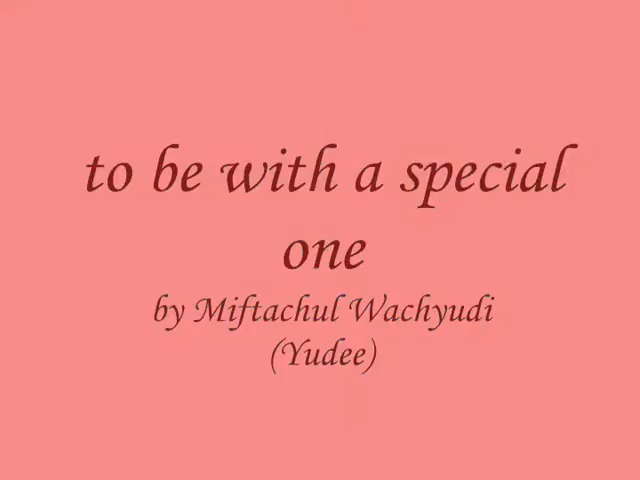 to be with a special
one
by Miftachul Wachyudi
(Yudee)